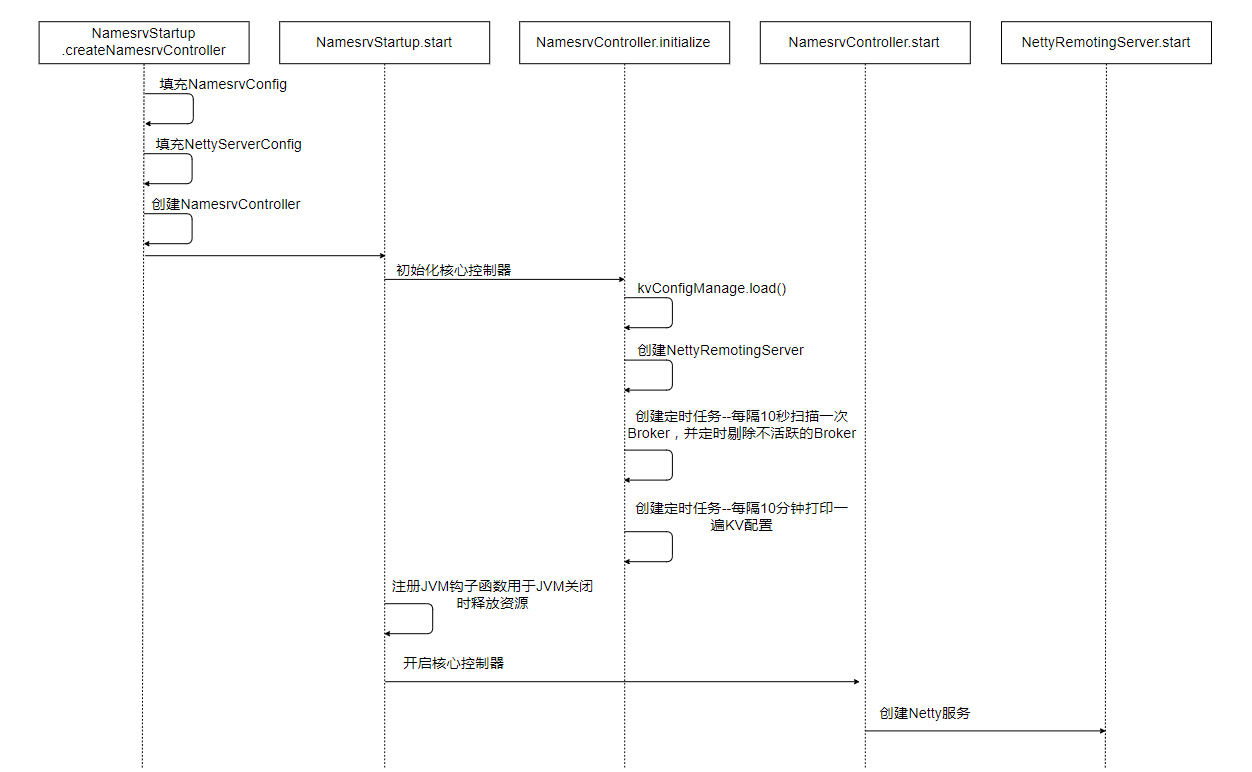 NamesrvStartup
.createNamesrvController
NamesrvStartup.start
NamesrvController.initialize
NamesrvController.start
NettyRemotingServer.start
填充NamesrvConfig
填充NettyServerConfig
创建NamesrvController
初始化核心控制器
kvConfigManage.load()
创建NettyRemotingServer
创建定时任务--每隔10秒扫描一次
Broker，并定时剔除不活跃的Broker
创建定时任务--每隔10分钟打印一
遍KV配置
注册JVM钩子函数用于JVM关闭
时释放资源
开启核心控制器
创建Netty服务